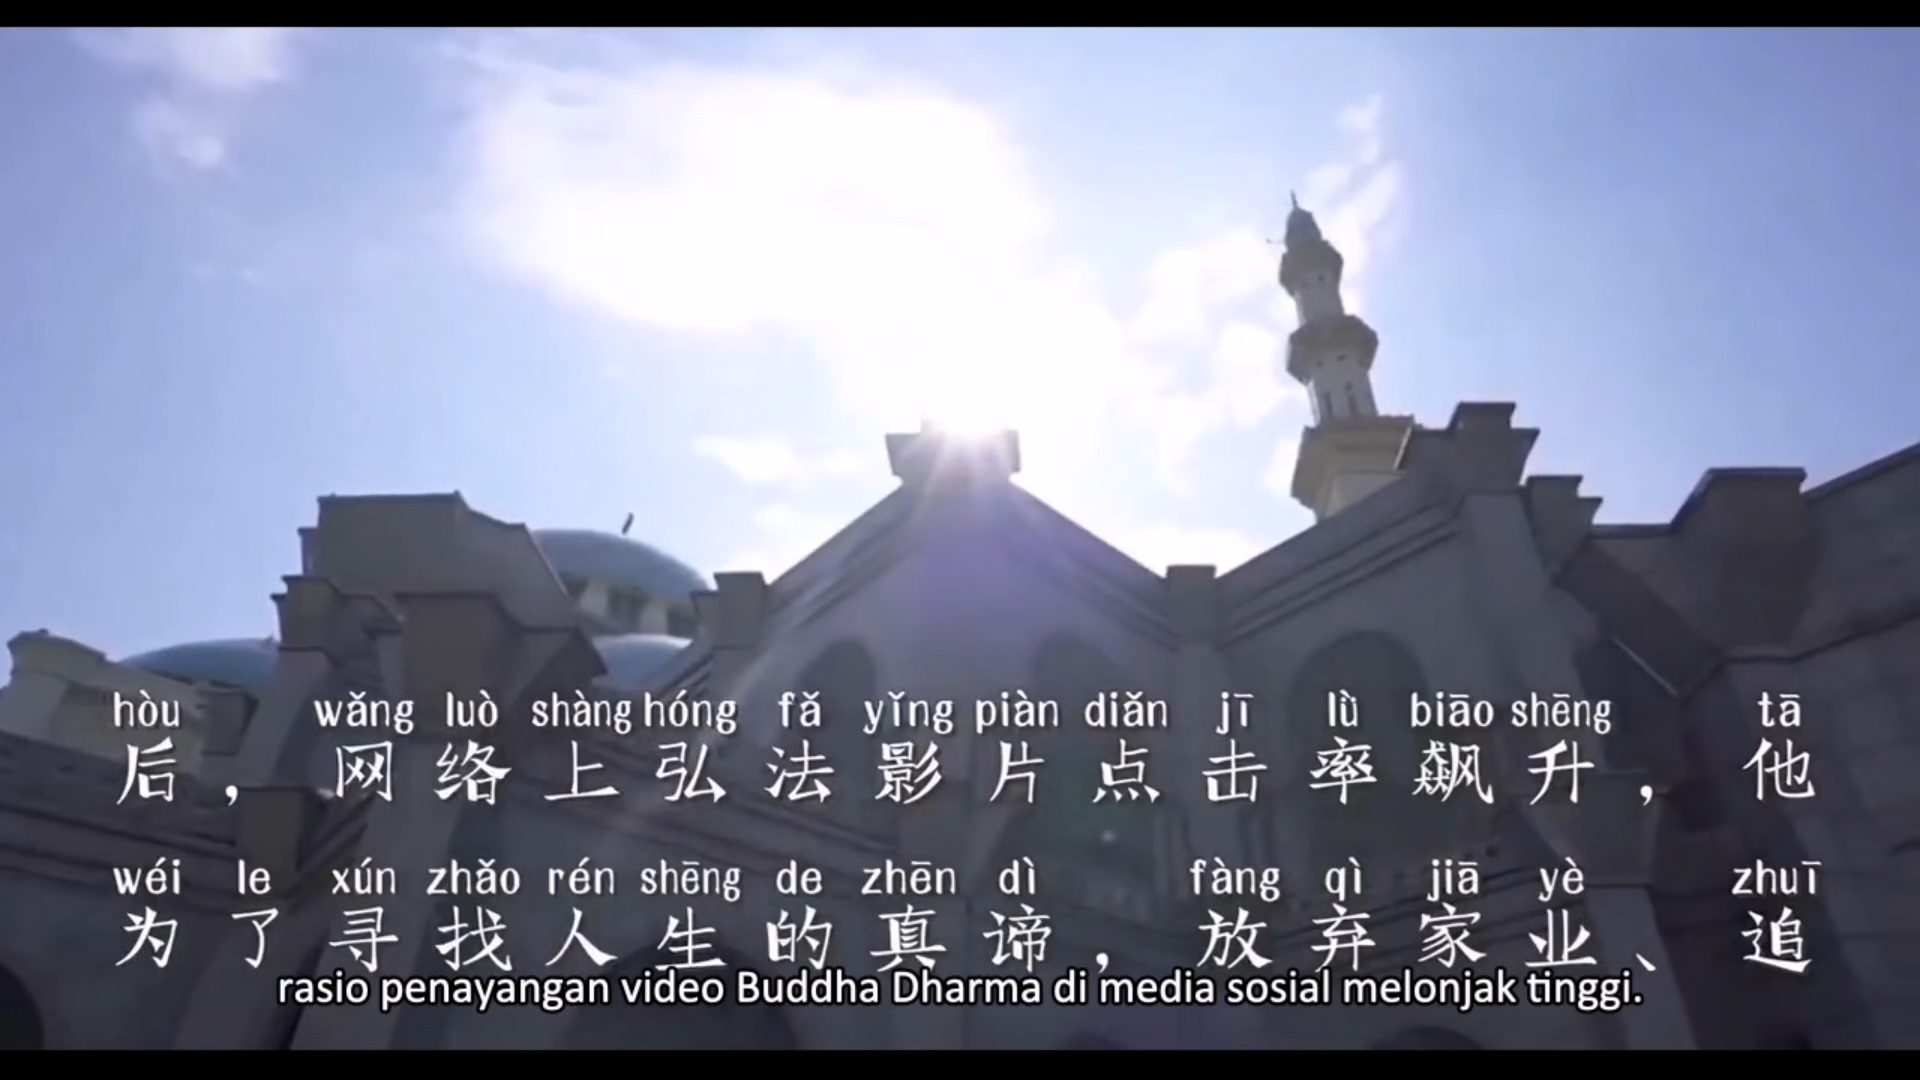 hòu wǎng luò shàng hóng fǎ yǐng piàn diǎn jī lǜ biāo shēng tā
后，网络上弘法影片点击率飙升，他
wéi le xún zhǎo rén shēng de zhēn dì fàng qì jiā yè zhuī
为了寻找人生的真谛，放弃家业、追
rasio penayangan video Buddha Dharma di media sosial melonjak tinggi.